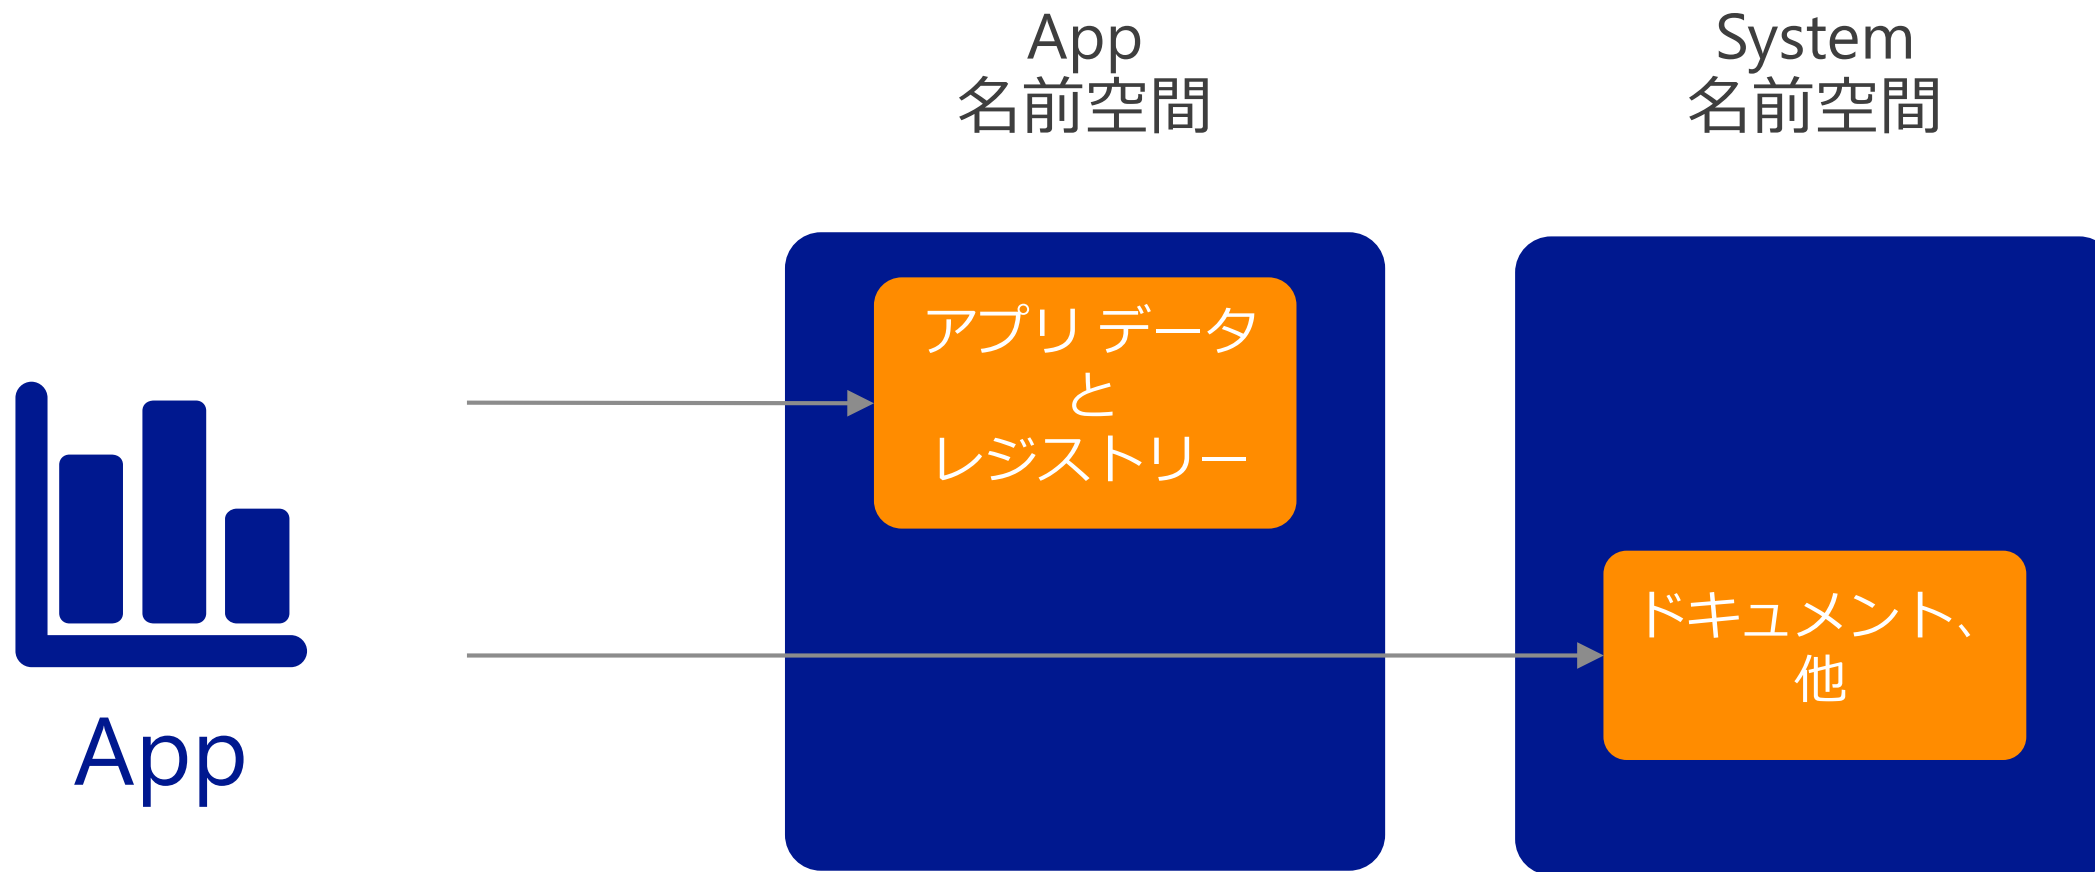 App
名前空間
System
名前空間
アプリ データ
と
レジストリー
ドキュメント、
他
App